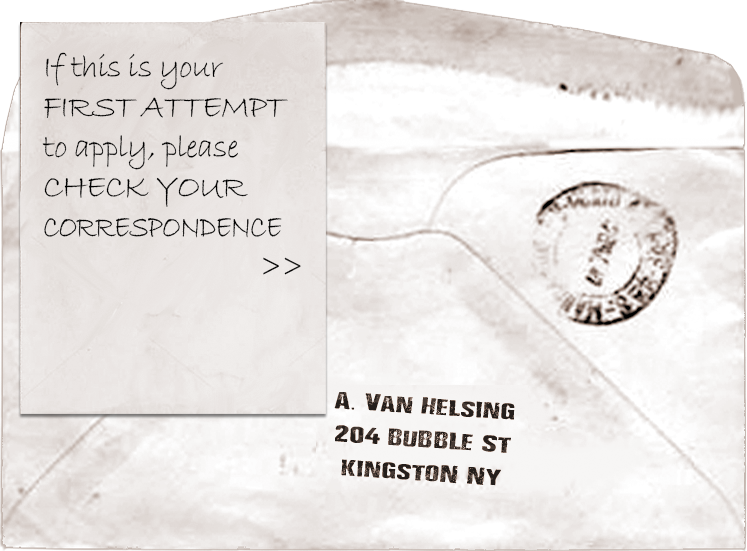 If this is your
FIRST ATTEMPT
to apply, please
CHECK YOUR
CORRESPONDENCE
>>
A. VAN HELSING
204 BUBBLE ST
KINGSTON NY